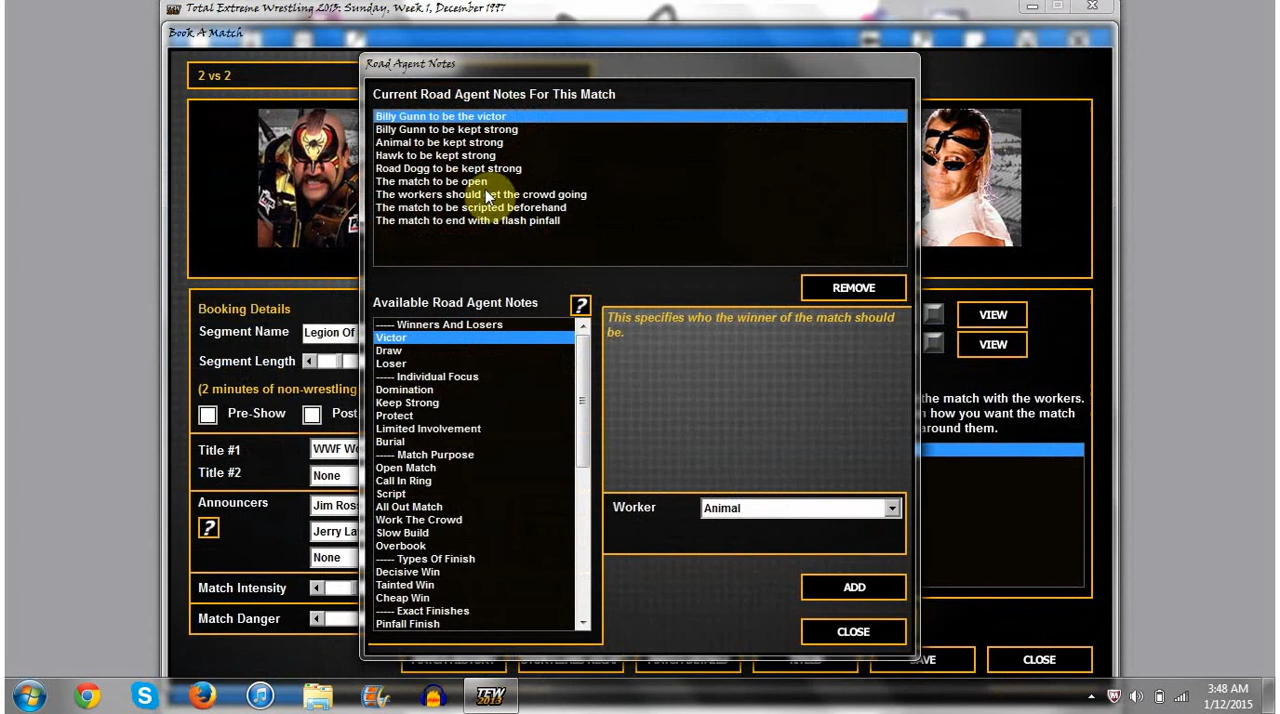 Total Extreme Wrestling 2013: Sunday, Week 1, December 1997
Book A Match
2 vs 2
Road Agent Notes
Current Road Agent Notes For This Match
Billy Gunn to be the victor
Billy Gunn to be kept strong
Animal to be kept strong
Hawk to be kept strong
Road Dogg to be kept strong
The match to be open
The workers should get the crowd going
The match to be scripted beforehand
The match to end with a flash pinfall
REMOVE
Available Road Agent Notes
?
----- Winners And Losers
Victor
Draw
Loser
----- Individual Focus
Domination
Keep Strong
Protect
Limited Involvement
Burial
----- Match Purpose
Open Match
Call In Ring
Script
All Out Match
Work The Crowd
Slow Build
Overbook
----- Types Of Finish
Decisive Win
Tainted Win
Cheap Win
----- Exact Finishes
Pinfall Finish
This specifies who the winner of the match should
be.
Worker
Animal
ADD
CLOSE
Booking Details
Segment Name
Legion Of
Segment Length
(2 minutes of non-wrestling
Pre-Show
Post
Title #1
WWF Wo
Title #2
None
Announcers
Jim Ros
?
Jerry La
None
Match Intensity
Match Danger
VIEW
VIEW
the match with the workers.
how you want the match
around them.
CLOSE
TEW
2013
3:48 AM
1/12/2015